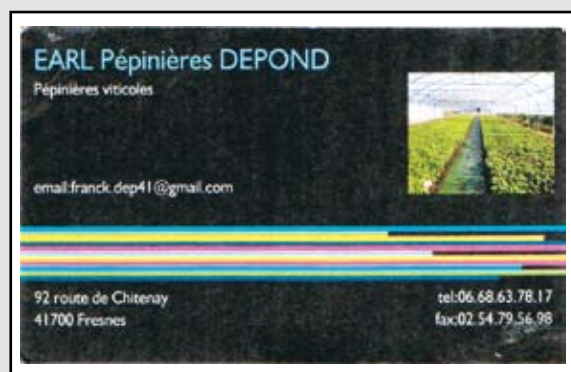 EARL Pépinières DEPOND
Pépinières viticoles
email:franck.dep41@gmail.com
92 route de Chitenay
41700 Fresnes
tel:06.68.63.78.17
fax:02.54.79.56.98